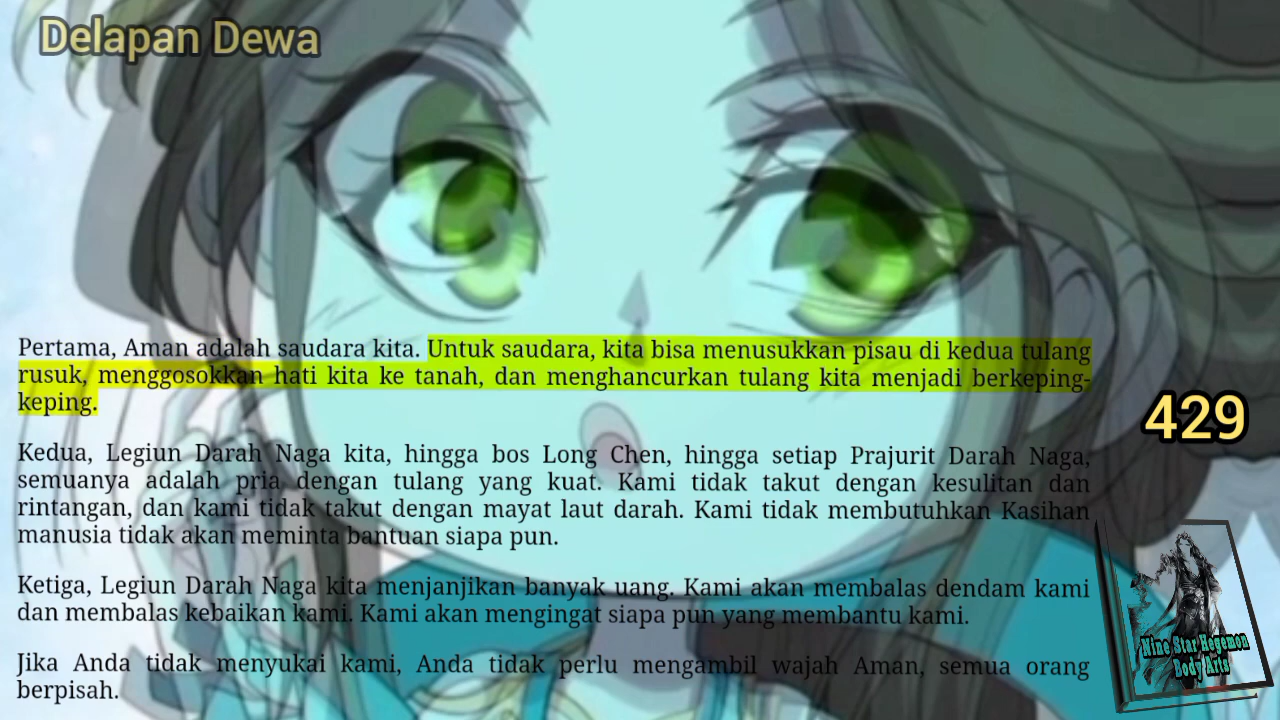 Delapan Dewa
Pertama, Aman adalah saudara kita. Untuk saudara, kita bisa menusukkan pisau di kedua tulang
rusuk, menggosokkan hati kita ke tanah, dan menghancurkan tulang kita menjadi berkeping-
keping.
429
Kedua, Legiun Darah Naga kita, hingga bos Long Chen, hingga setiap Prajurit Darah Naga,
semuanya adalah pria dengan tulang yang kuat. Kami tidak takut dengan kesulitan dan
rintangan, dan kami tidak takut dengan mayat laut darah. Kami tidak membutuhkan Kasihan
manusia tidak akan meminta bantuan siapa pun.
Ketiga, Legiun Darah Naga kita menjanjikan banyak uang. Kami akan membalas dendam kami
dan membalas kebaikan kami. Kami akan mengingat siapa pun yang membantu kami.
Jika Anda tidak menyukai kami, Anda tidak perlu mengambil wajah Aman, semua orang
berpisah.
Nine Star Hegemon
Body Arts